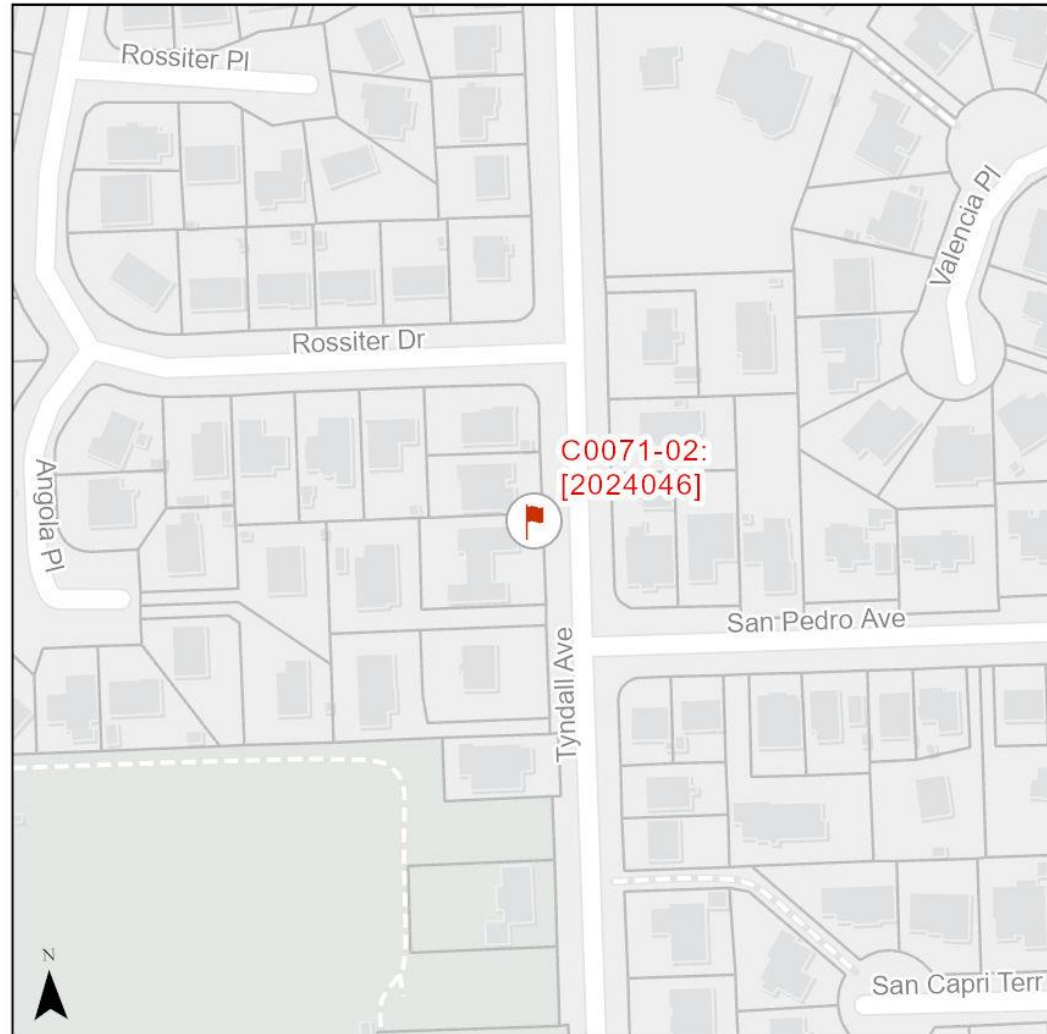 Rossiter Pl
Valencia Pl
Rossiter Dr
C0071-02:
[2024046]
Angola Pl
San Pedro Ave
Tyndall Ave
N
San Capri Terr